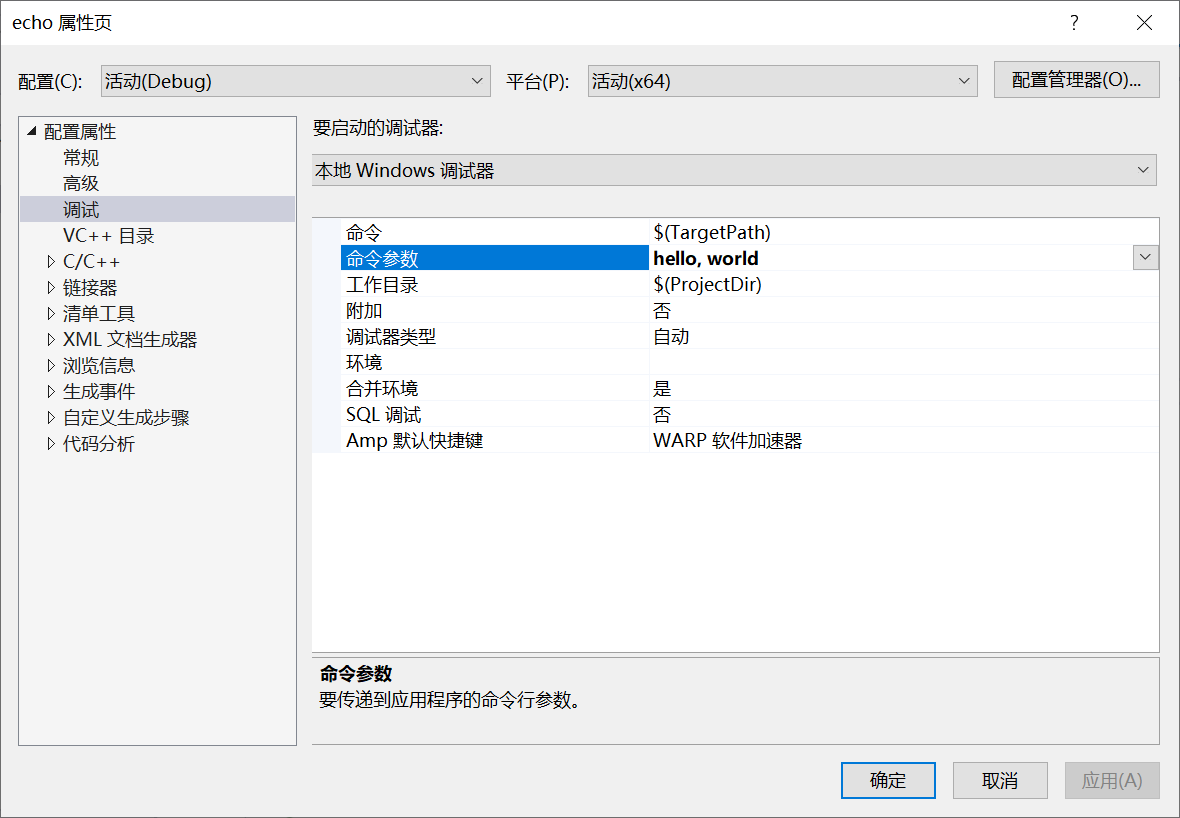 echo 属性页
配置(C): 活动(Debug) 平台(P): 活动(x64) 配置管理器(O)...
配置属性
常规
高级
调试
VC++ 目录
C/C++
链接器
清单工具
XML 文档生成器
浏览信息
生成事件
自定义生成步骤
代码分析
要启动的调试器:
本地 Windows 调试器
命令 $(TargetPath)
命令参数 hello, world
工作目录 $(ProjectDir)
附加 否
调试器类型 自动
环境
合并环境 是
SQL 调试 否
Amp 默认快捷键 WARP 软件加速器
命令参数
要传递到应用程序的命令行参数。
确定 取消 应用(A)